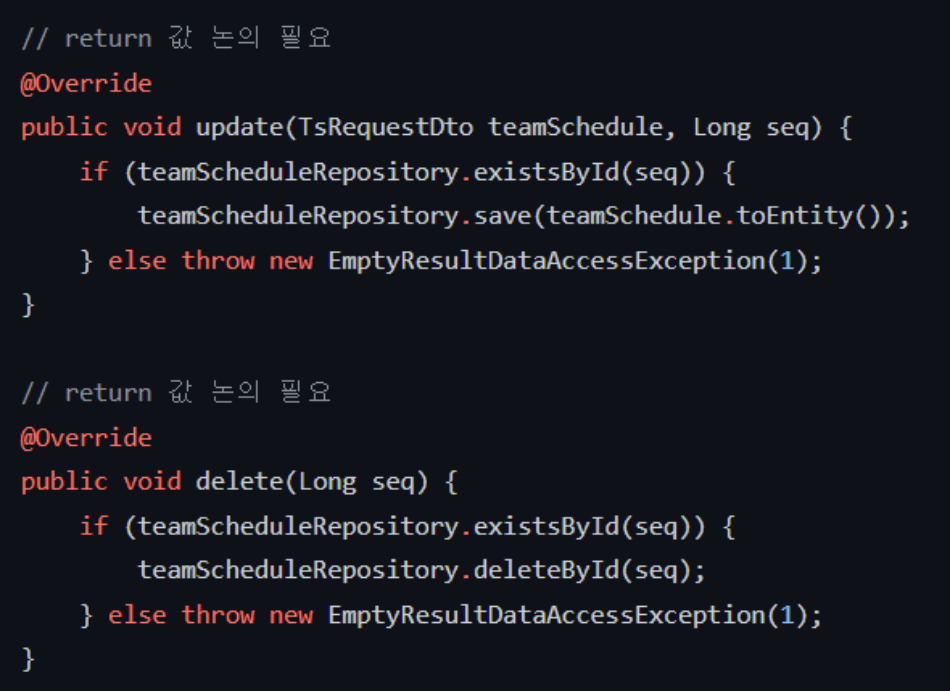 // return 값 논의 필요
@Override
public void update(TsRequestDto teamSchedule, Long seq) {
    if (teamScheduleRepository.existsById(seq)) {
        teamScheduleRepository.save(teamSchedule.toEntity());
    } else throw new EmptyResultDataAccessException(1);
}

// return 값 논의 필요
@Override
public void delete(Long seq) {
    if (teamScheduleRepository.existsById(seq)) {
        teamScheduleRepository.deleteById(seq);
    } else throw new EmptyResultDataAccessException(1);
}